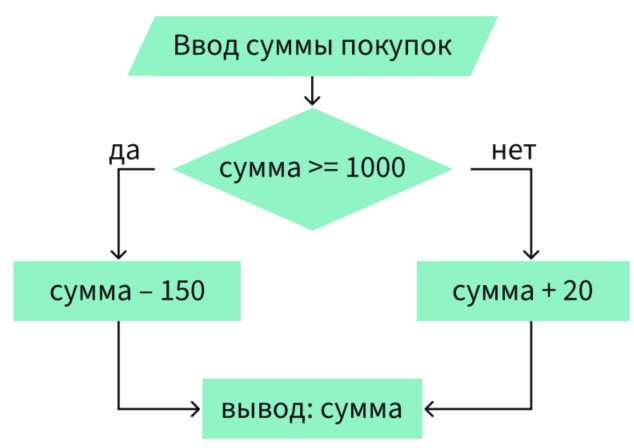 Ввод суммы покупок
да
нет
сумма >= 1000
сумма – 150
сумма + 20
вывод: сумма